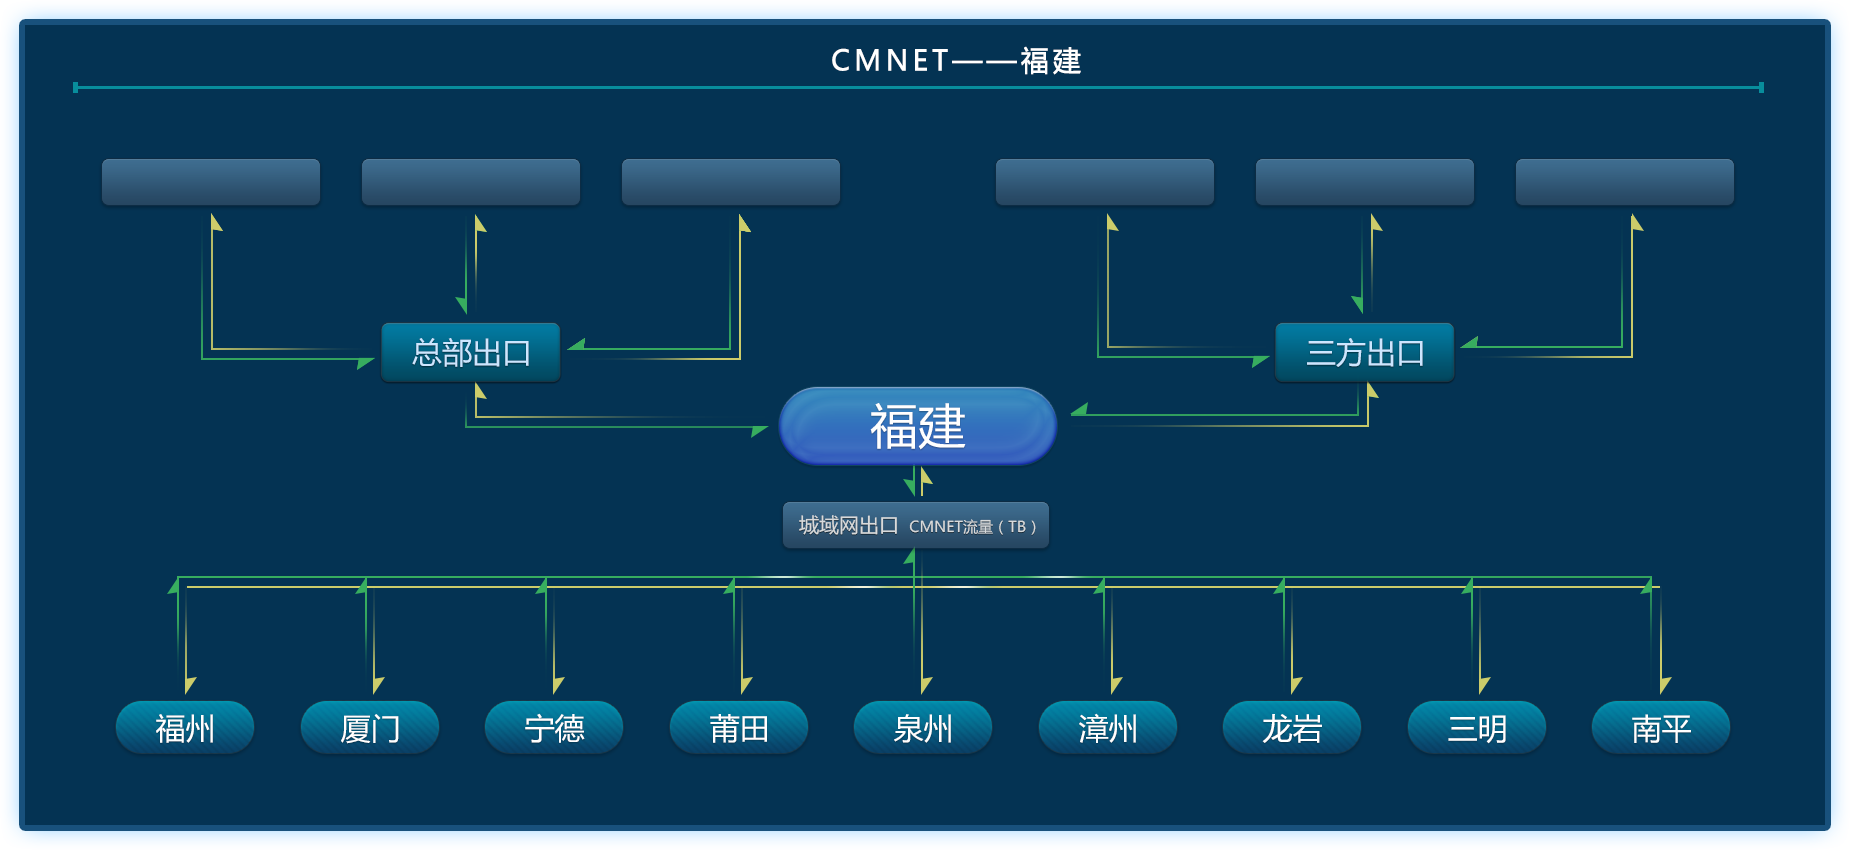 CMNET——福建
总部出口
三方出口
福建
城域网出口 CMNET流量（TB）
福州
厦门
宁德
莆田
泉州
漳州
龙岩
三明
南平